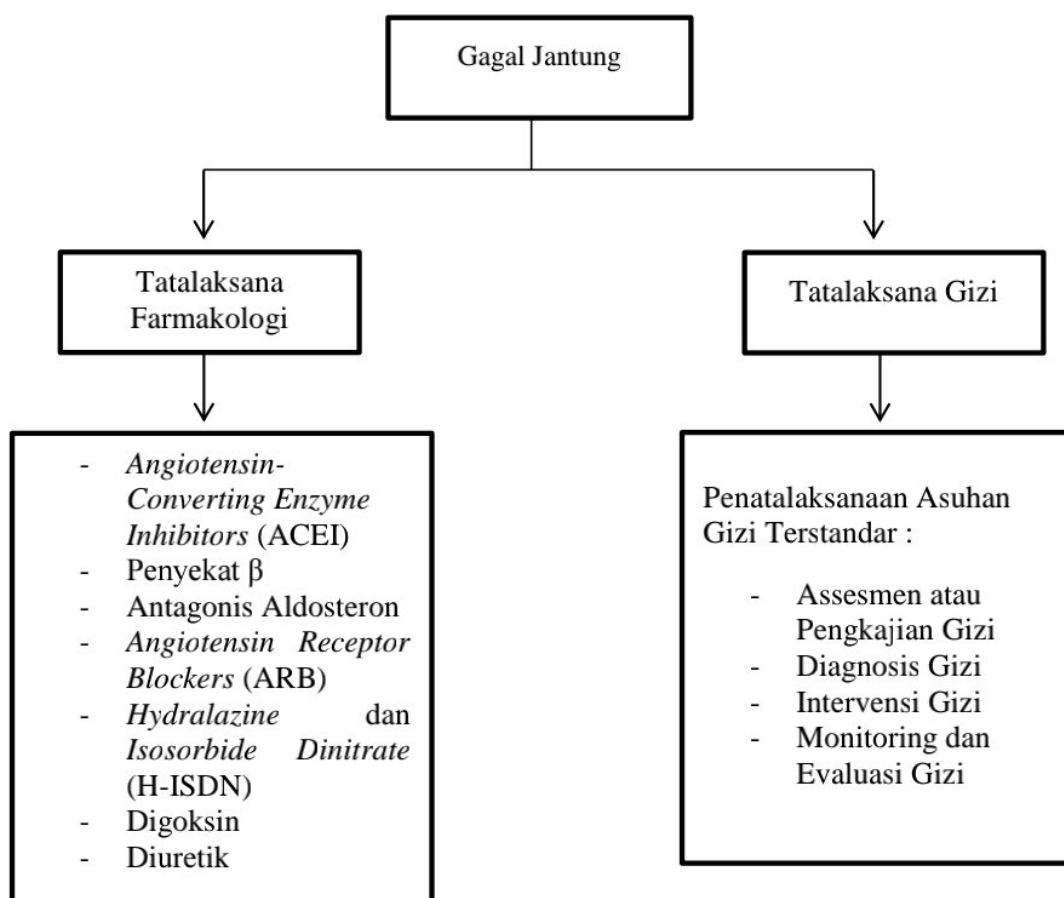 Gagal Jantung
Tatalaksana
Farmakologi
Tatalaksana Gizi
- Angiotensin-
Converting Enzyme
Inhibitors (ACEI)
- Penyekat β
- Antagonis Aldosteron
- Angiotensin Receptor
Blockers (ARB)
- Hydralazine dan
Isosorbide Dinitrate
(H-ISDN)
- Digoksin
- Diuretik
Penatalaksanaan Asuhan
Gizi Terstandar :
- Assesmen atau
Pengkajian Gizi
- Diagnosis Gizi
- Intervensi Gizi
- Monitoring dan
Evaluasi Gizi